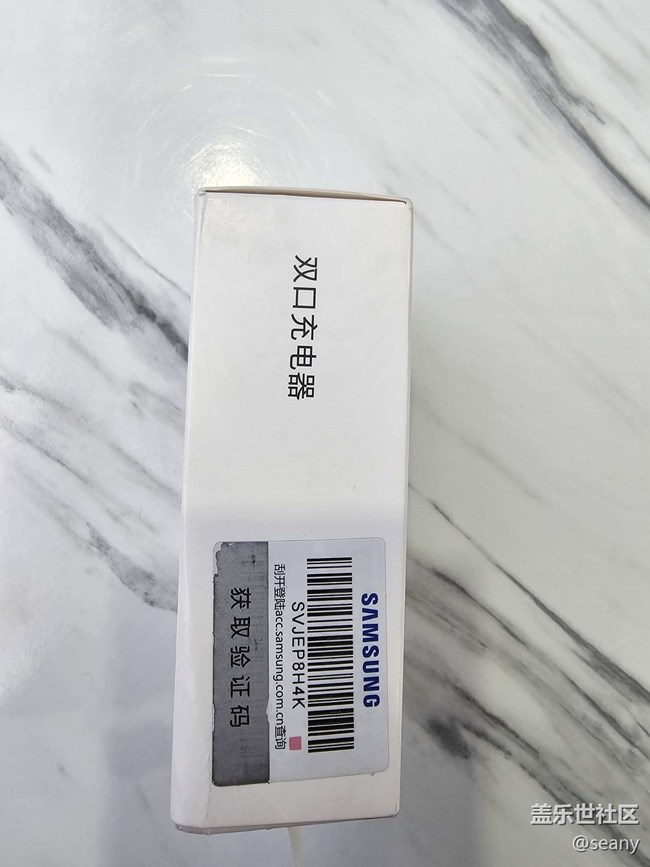 双口充电器
SAMSUNG
SVJEP8H4K
刮开登陆acc.samsung.com.cn查询
获取验证码
盖乐世社区
@seany